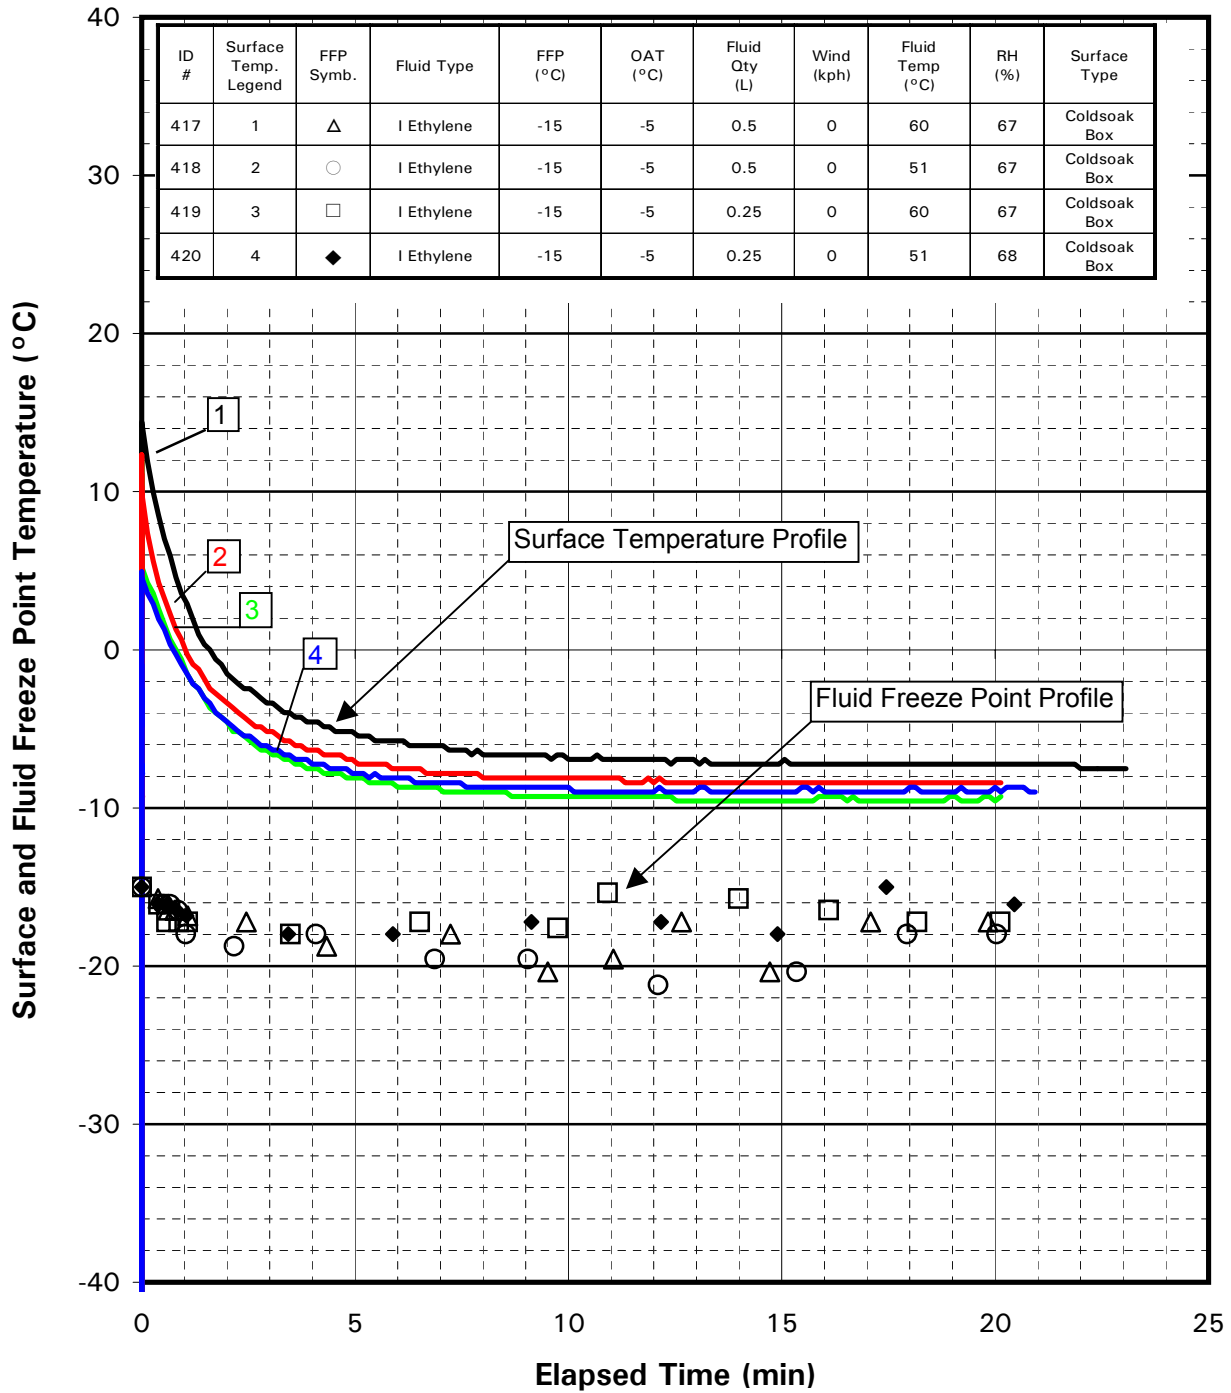 ID # Surface Temp. Legend FFP Symb. Fluid Type FFP (ºC) OAT (ºC) Fluid Qty (L) Wind (kph) Fluid Temp (ºC) RH (%) Surface Type
417 1 △ I Ethylene -15 -5 0.5 0 60 67 Coldsoak Box
418 2 ○ I Ethylene -15 -5 0.5 0 51 67 Coldsoak Box
419 3 □ I Ethylene -15 -5 0.25 0 60 67 Coldsoak Box
420 4 ◆ I Ethylene -15 -5 0.25 0 51 68 Coldsoak Box
Surface and Fluid Freeze Point Temperature (ºC)
40
30
20
10
0
-10
-20
-30
-40
1
2
3
4
Surface Temperature Profile
Fluid Freeze Point Profile
0 5 10 15 20 25
Elapsed Time (min)